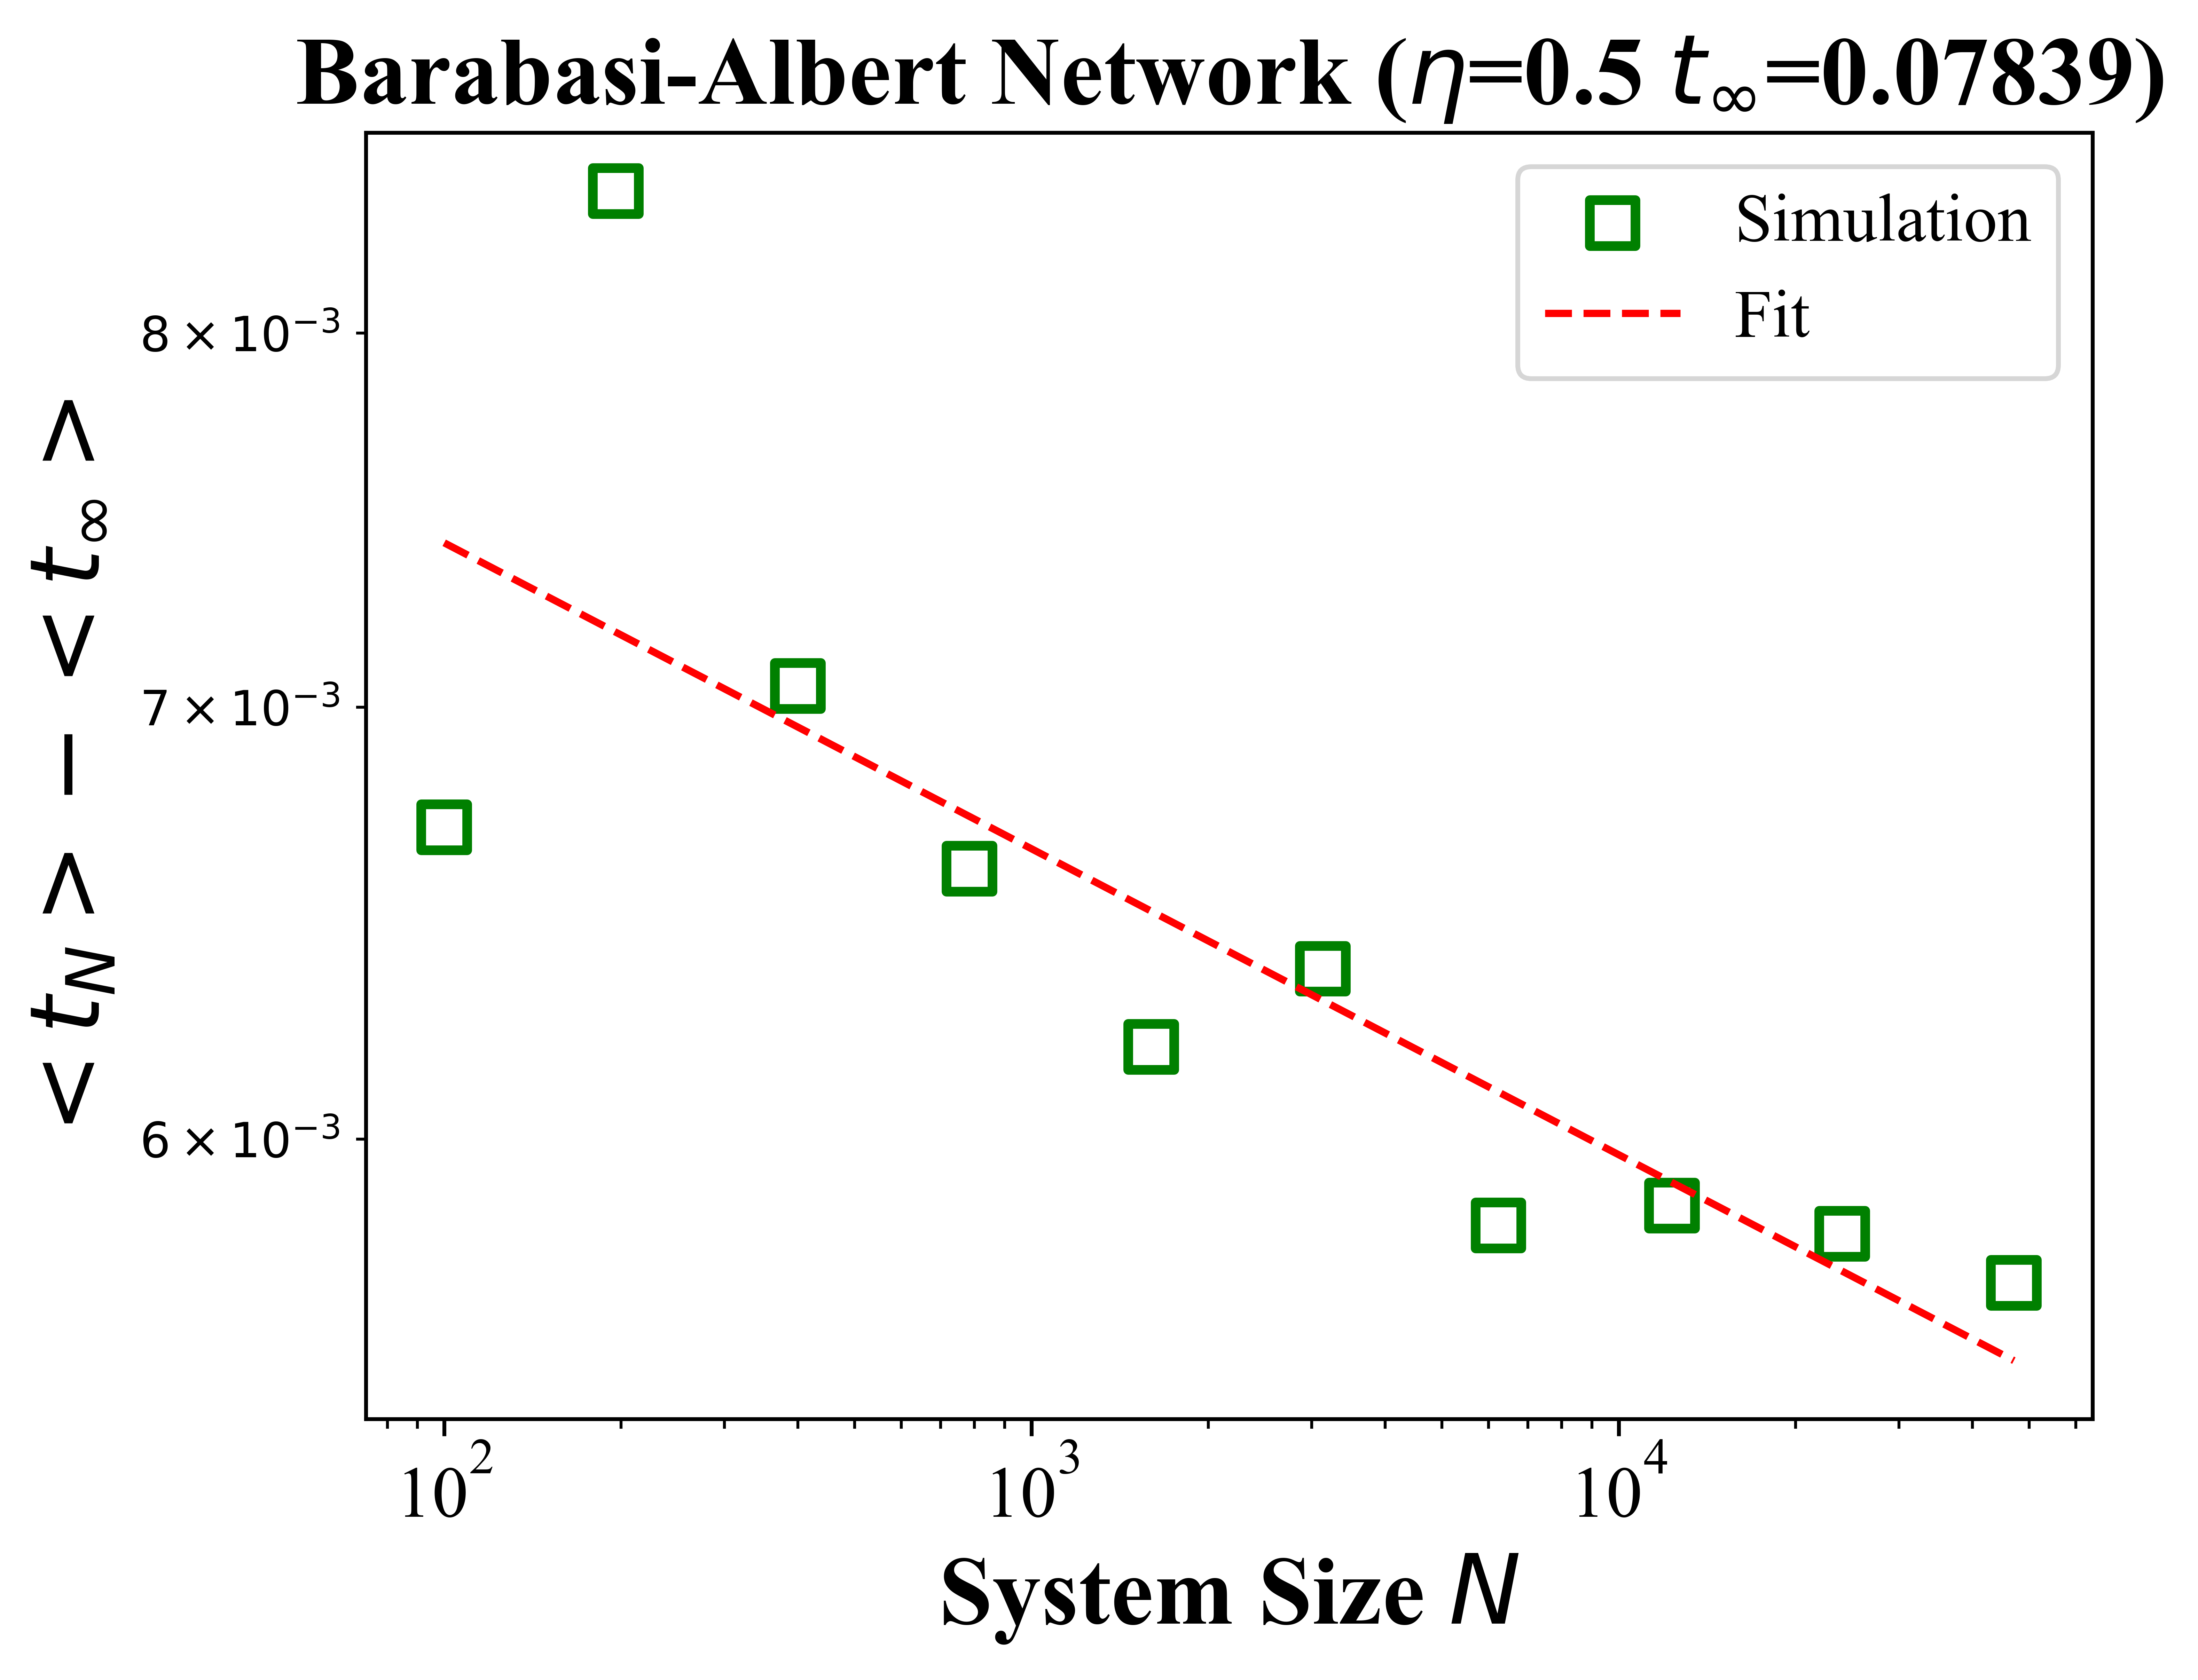 Barabasi-Albert Network (η=0.5 t∞=0.07839)
Simulation
Fit
8 × 10⁻³
7 × 10⁻³
6 × 10⁻³
< t_N > − < t∞ >
10² 10³ 10⁴
System Size N